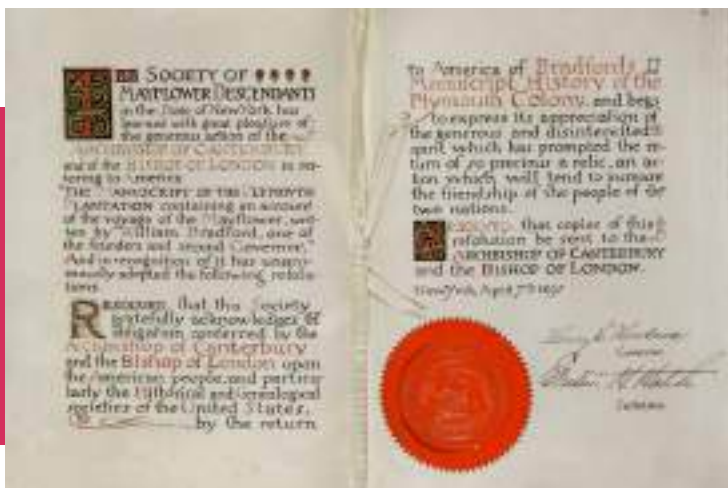 THE SOCIETY OF
MAYFLOWER DESCENDANTS
in the State of New York, has
learned with great pleasure of
the generous action of the
ARCHBISHOP OF CANTERBURY
and of the BISHOP OF LONDON in res-
toring to America
"THE MANUSCRIPT OF THE PLYMOUTH
PLANTATION containing an account
of the voyage of the Mayflower, writ-
ten by William Bradford, one of
the founders and second Governor."
And in recognition of it has unani-
mously adopted the following resolu-
tions
RESOLVED, that this Society
gratefully acknowledges the
obligation conferred by the
Archbishop of Canterbury
and the Bishop of London upon
the American people, and particu-
larly the Historical and Genealogical
societies of the United States,
by the return
to America of Bradford's
Manuscript History of the
Plymouth Colony, and begs
to express its appreciation of
the generous and disinterested
spirit which has prompted the re-
turn of so precious a relic, an ac-
tion which will tend to increase
the friendship of the people of the
two nations.
RESOLVED, that copies of this
resolution be sent to the
ARCHBISHOP OF CANTERBURY
and the BISHOP OF LONDON.
New York, April 7th 1897